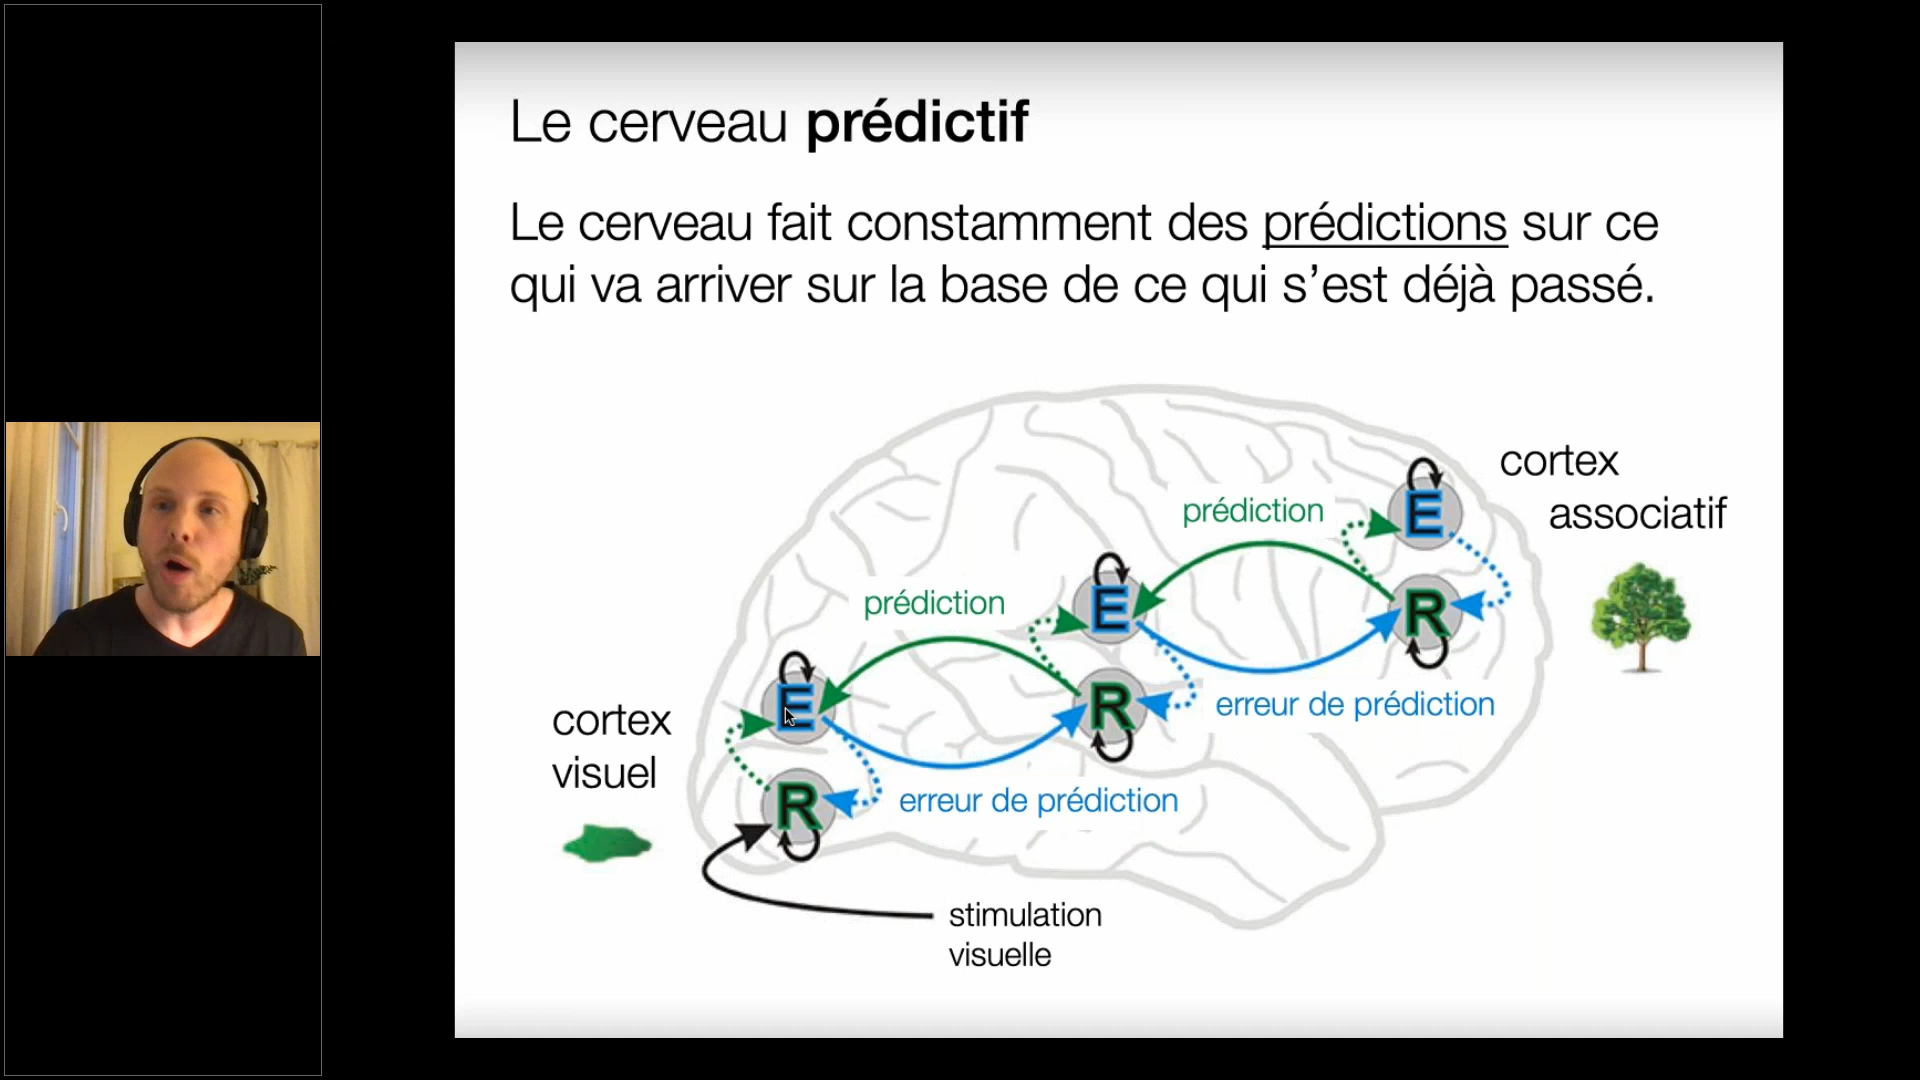 Le cerveau prédictif
Le cerveau fait constamment des prédictions sur ce
qui va arriver sur la base de ce qui s’est déjà passé.
cortex
associatif
prédiction
E
R
prédiction
E
R
erreur de prédiction
cortex
visuel
E
R
erreur de prédiction
stimulation
visuelle